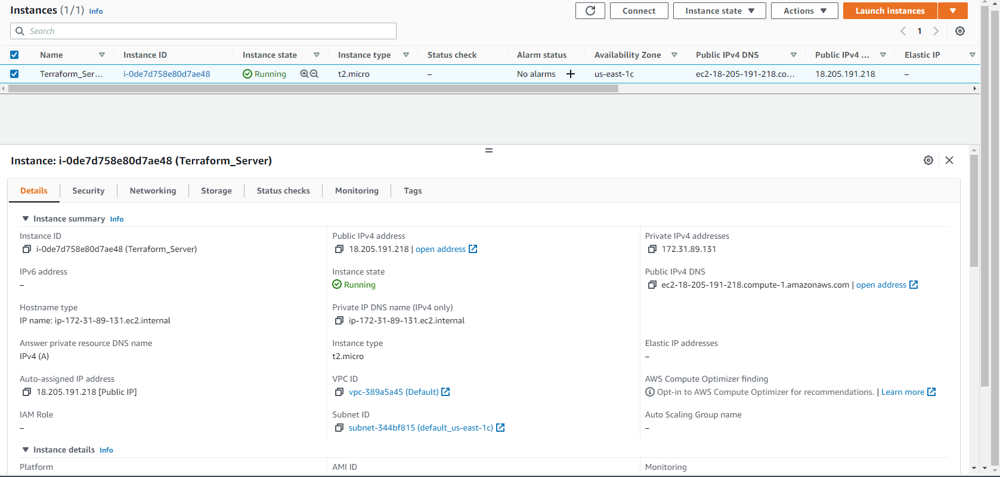 Instances (1/1) Info
Connect Instance state Actions Launch instances
Search
1
Name Instance ID Instance state Instance type Status check Alarm status Availability Zone Public IPv4 DNS Public IPv4 ... Elastic IP
Terraform_Ser... i-0de7d758e80d7ae48 Running t2.micro – No alarms + us-east-1c ec2-18-205-191-218.co... 18.205.191.218 –
Instance: i-0de7d758e80d7ae48 (Terraform_Server)
Details Security Networking Storage Status checks Monitoring Tags
Instance summary Info
Instance ID Public IPv4 address Private IPv4 addresses
i-0de7d758e80d7ae48 (Terraform_Server) 18.205.191.218 | open address 172.31.89.131
IPv6 address Instance state Public IPv4 DNS
– Running ec2-18-205-191-218.compute-1.amazonaws.com | open address
Hostname type Private IP DNS name (IPv4 only)
IP name: ip-172-31-89-131.ec2.internal ip-172-31-89-131.ec2.internal
Answer private resource DNS name Instance type Elastic IP addresses
IPv4 (A) t2.micro –
Auto-assigned IP address VPC ID AWS Compute Optimizer finding
18.205.191.218 [Public IP] vpc-389a5a45 (Default) Opt-in to AWS Compute Optimizer for recommendations. | Learn more
IAM Role Subnet ID Auto Scaling Group name
– subnet-344bf815 (default_us-east-1c) –
Instance details Info
Platform AMI ID Monitoring